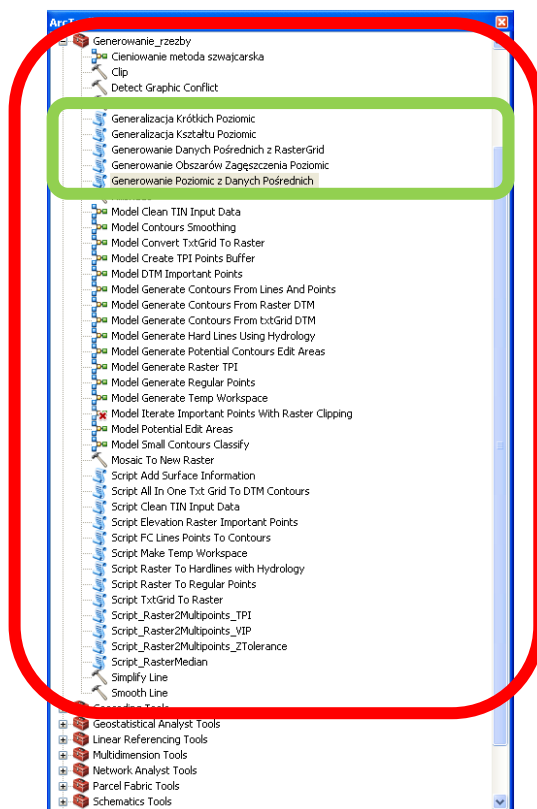 ArcT
Generowanie_rzezby
Cieniowanie metoda szwajcarska
Clip
Detect Graphic Conflict
Generalizacja Krótkich Poziomic
Generalizacja Kształtu Poziomic
Generowanie Danych Pośrednich z RasterGrid
Generowanie Obszarów Zagęszczenia Poziomic
Generowanie Poziomic z Danych Pośrednich
Model Clean TIN Input Data
Model Contours Smoothing
Model Convert TxtGrid To Raster
Model Create TPI Points Buffer
Model DTM Important Points
Model Generate Contours From Lines And Points
Model Generate Contours From Raster DTM
Model Generate Contours From txtGrid DTM
Model Generate Hard Lines Using Hydrology
Model Generate Potential Contours Edit Areas
Model Generate Raster TPI
Model Generate Regular Points
Model Generate Temp Workspace
Model Iterate Important Points With Raster Clipping
Model Potential Edit Areas
Model Small Contours Classify
Mosaic To New Raster
Script Add Surface Information
Script All In One Txt Grid To DTM Contours
Script Clean TIN Input Data
Script Elevation Raster Important Points
Script FC Lines Points To Contours
Script Make Temp Workspace
Script Raster To Hardlines with Hydrology
Script Raster To Regular Points
Script TxtGrid To Raster
Script_Raster2Multipoints_TPI
Script_Raster2Multipoints_VIP
Script_Raster2Multipoints_ZTolerance
Script_RasterMedian
Simplify Line
Smooth Line
Geocoding Tools
Geostatistical Analyst Tools
Linear Referencing Tools
Multidimension Tools
Network Analyst Tools
Parcel Fabric Tools
Schematics Tools